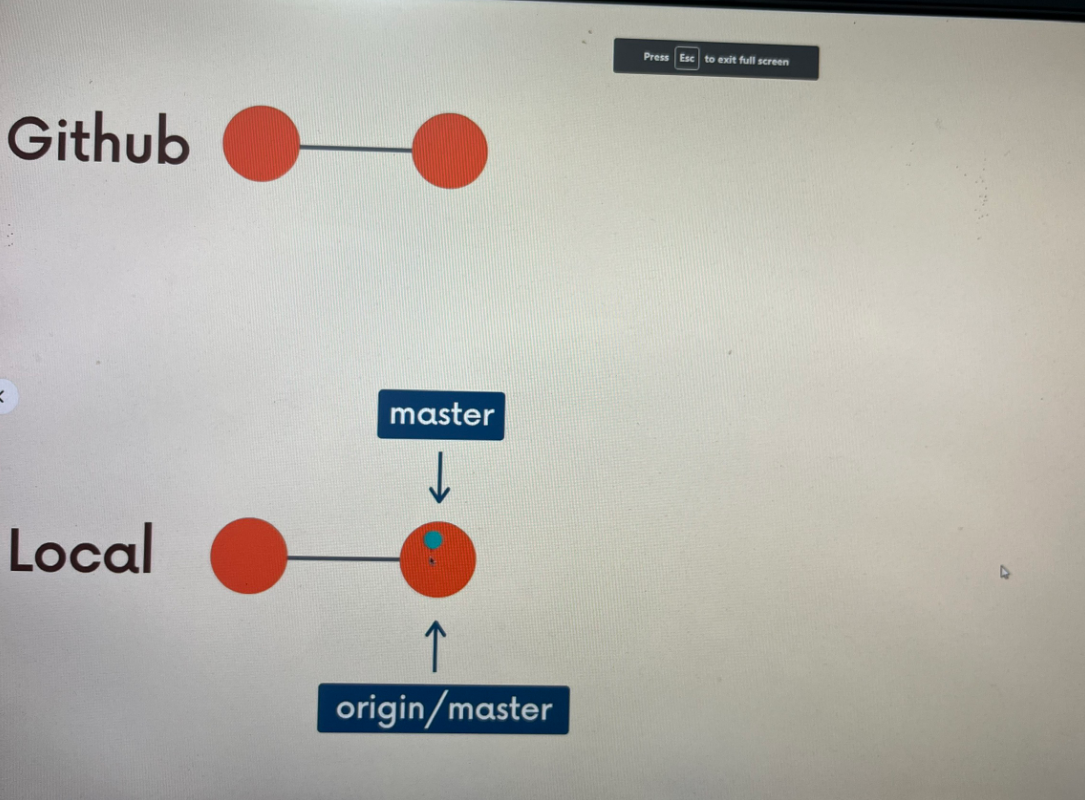 Press Esc to exit full screen
Github
master
Local
origin/master